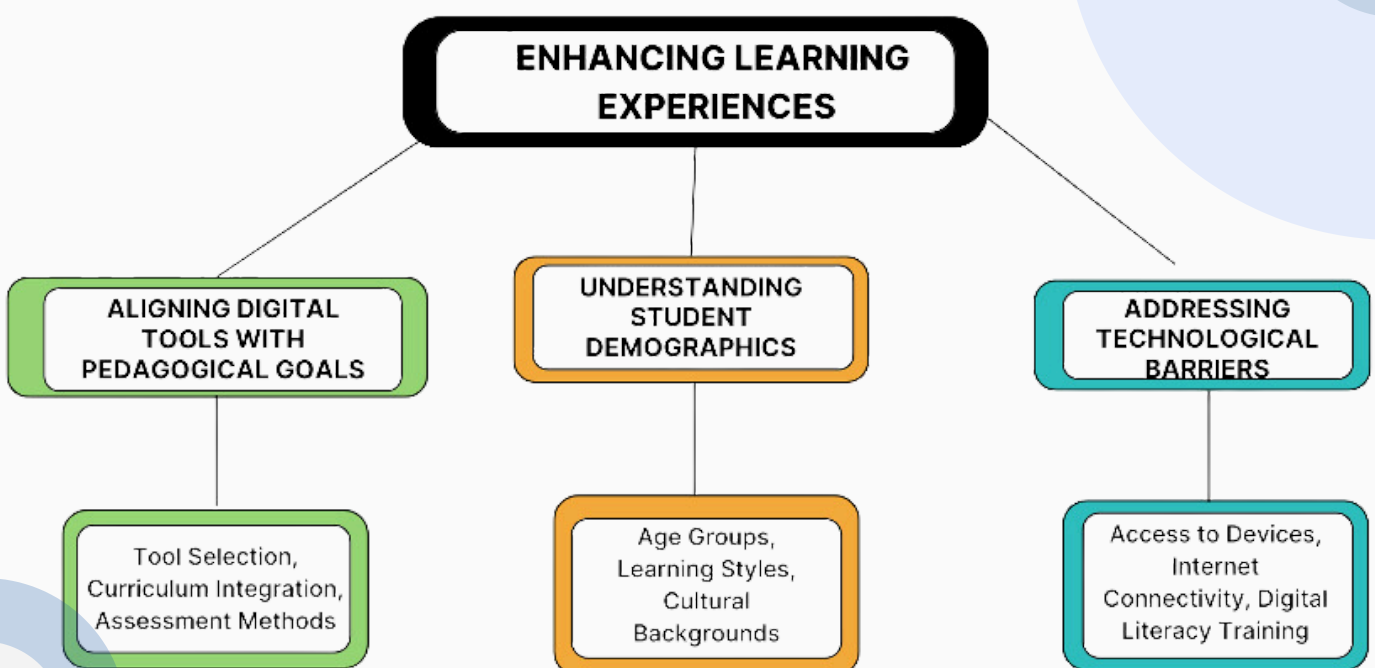 ENHANCING LEARNING
EXPERIENCES
ALIGNING DIGITAL
TOOLS WITH
PEDAGOGICAL GOALS
UNDERSTANDING
STUDENT
DEMOGRAPHICS
ADDRESSING
TECHNOLOGICAL
BARRIERS
Tool Selection,
Curriculum Integration,
Assessment Methods
Age Groups,
Learning Styles,
Cultural
Backgrounds
Access to Devices,
Internet
Connectivity, Digital
Literacy Training